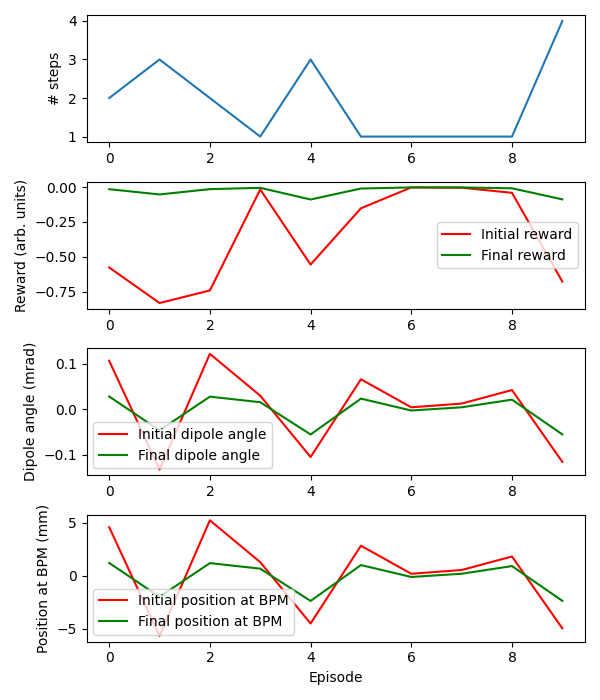 # steps
4
3
2
1
0 2 4 6 8
Reward (arb. units)
0.00
−0.25
−0.50
−0.75
Initial reward
Final reward
0 2 4 6 8
Dipole angle (mrad)
0.1
0.0
−0.1
Initial dipole angle
Final dipole angle
0 2 4 6 8
Position at BPM (mm)
5
0
−5
Initial position at BPM
Final position at BPM
0 2 4 6 8
Episode